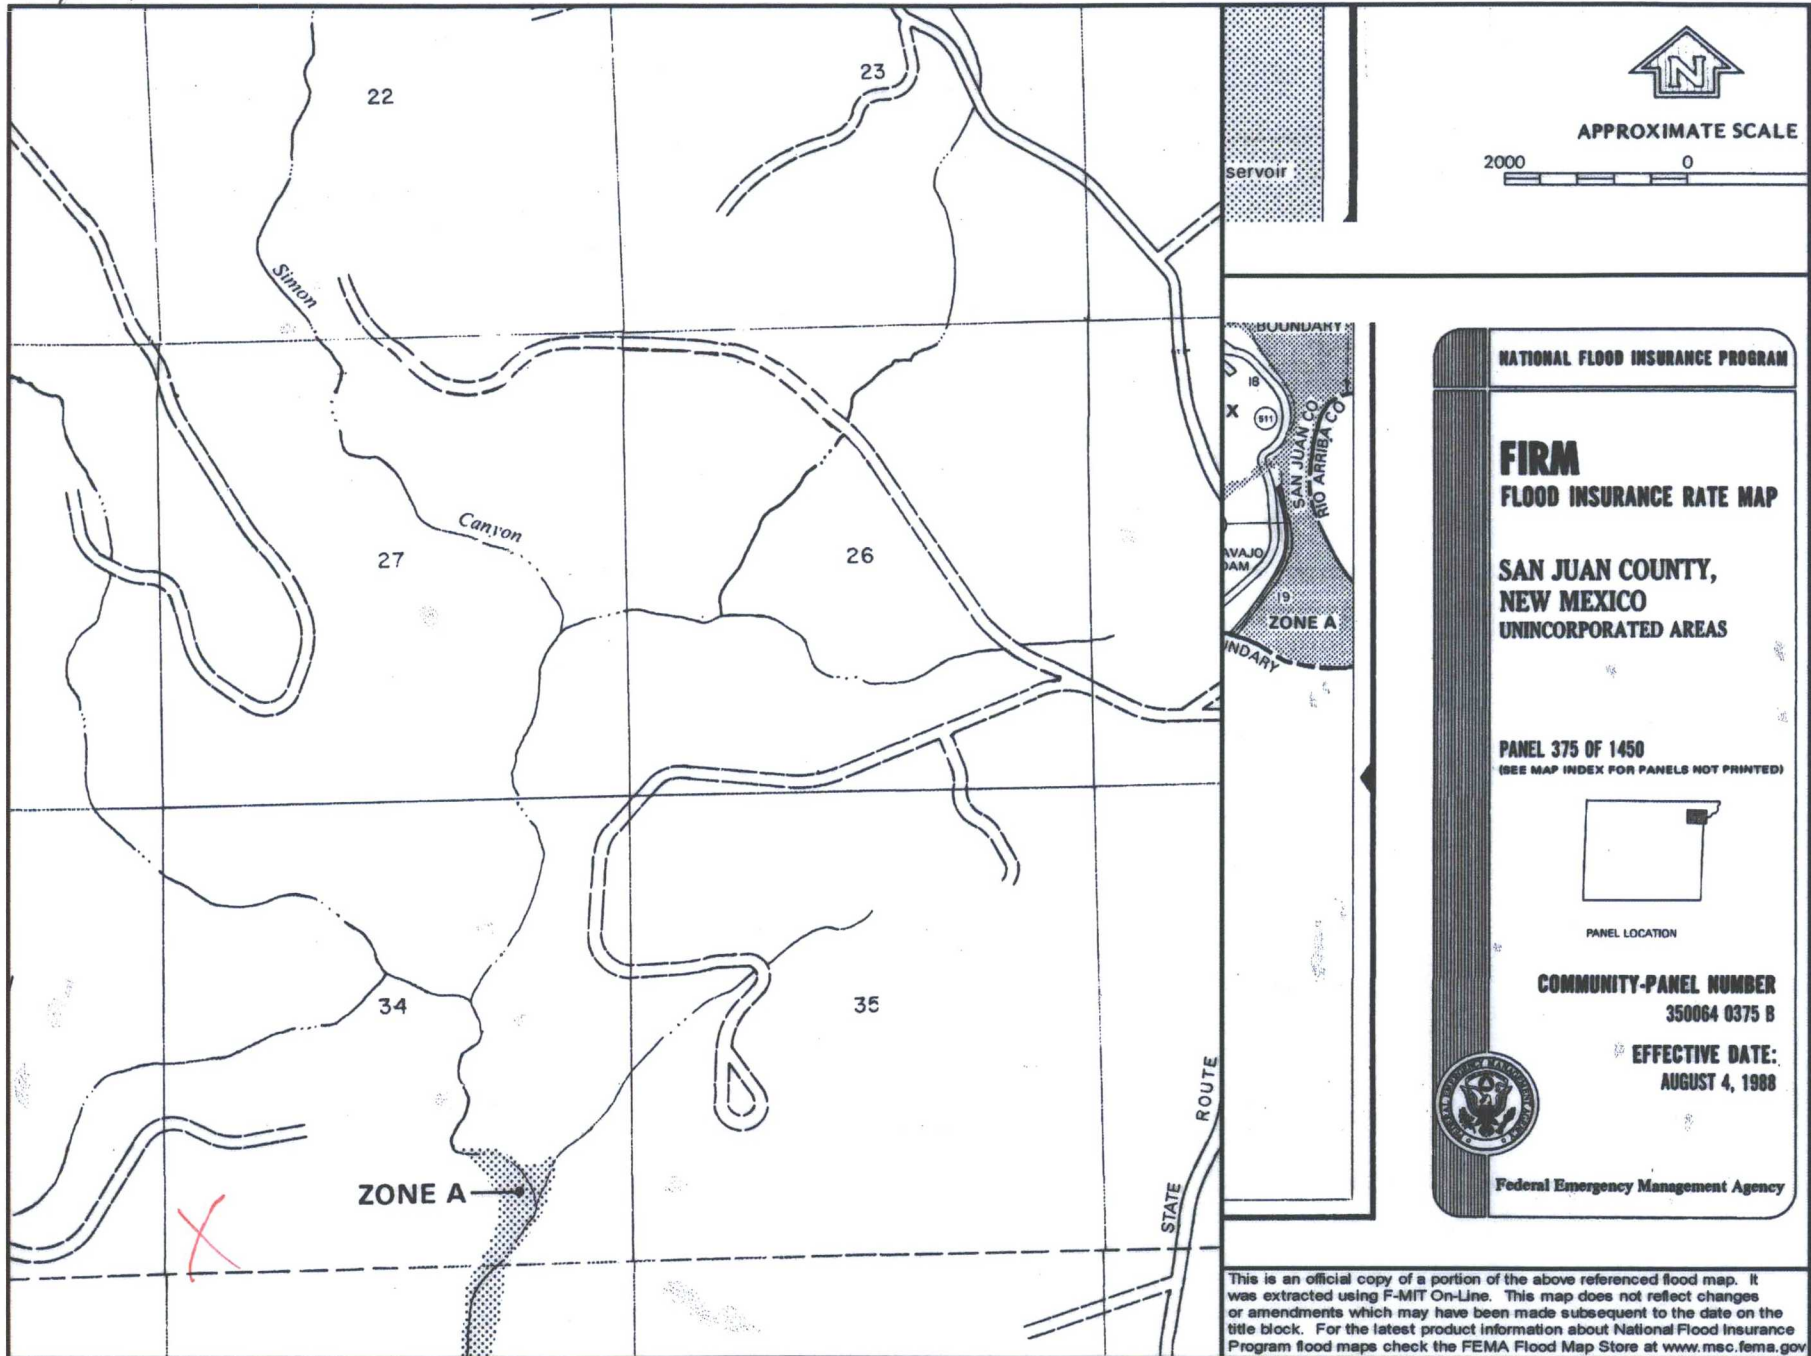 22
23
Simon
Canyon
27
26
34
35
ZONE A
STATE ROUTE
servoir
N
APPROXIMATE SCALE
2000 0
BOUNDARY
18
X
511
SAN JUAN CO
RIO ARRIBA CO
AVAJO
DAM
19
ZONE A
UNDARY
NATIONAL FLOOD INSURANCE PROGRAM
FIRM
FLOOD INSURANCE RATE MAP
SAN JUAN COUNTY,
NEW MEXICO
UNINCORPORATED AREAS
PANEL 375 OF 1450
(SEE MAP INDEX FOR PANELS NOT PRINTED)
PANEL LOCATION
COMMUNITY-PANEL NUMBER
350064 0375 B
EFFECTIVE DATE:
AUGUST 4, 1988
FEDERAL EMERGENCY MANAGEMENT AGENCY
Federal Emergency Management Agency
This is an official copy of a portion of the above referenced flood map. It
was extracted using F-MIT On-Line. This map does not reflect changes
or amendments which may have been made subsequent to the date on the
title block. For the latest product information about National Flood Insurance
Program flood maps check the FEMA Flood Map Store at www.msc.fema.gov